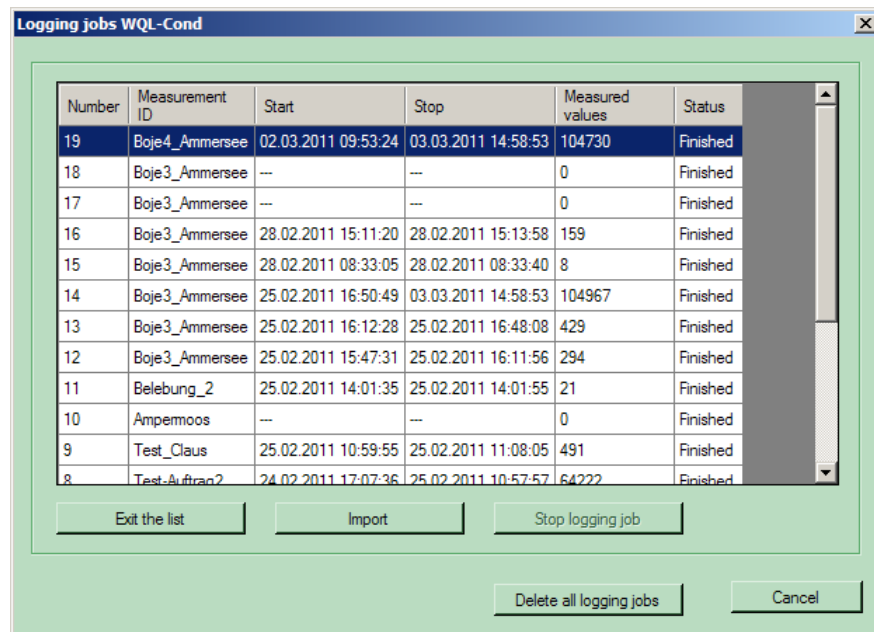 Logging jobs WQL-Cond
Number Measurement ID Start Stop Measured values Status
19 Boje4_Ammersee 02.03.2011 09:53:24 03.03.2011 14:58:53 104730 Finished
18 Boje3_Ammersee --- --- 0 Finished
17 Boje3_Ammersee --- --- 0 Finished
16 Boje3_Ammersee 28.02.2011 15:11:20 28.02.2011 15:13:58 159 Finished
15 Boje3_Ammersee 28.02.2011 08:33:05 28.02.2011 08:33:40 8 Finished
14 Boje3_Ammersee 25.02.2011 16:50:49 03.03.2011 14:58:53 104967 Finished
13 Boje3_Ammersee 25.02.2011 16:12:28 25.02.2011 16:48:08 429 Finished
12 Boje3_Ammersee 25.02.2011 15:47:31 25.02.2011 16:11:56 294 Finished
11 Belebung_2 25.02.2011 14:01:35 25.02.2011 14:01:55 21 Finished
10 Ampermoos --- --- 0 Finished
9 Test_Claus 25.02.2011 10:59:55 25.02.2011 11:08:05 491 Finished
8 Test-Auftrag2 24.02.2011 17:07:36 25.02.2011 10:57:57 64222 Finished
Exit the list Import Stop logging job
Delete all logging jobs Cancel